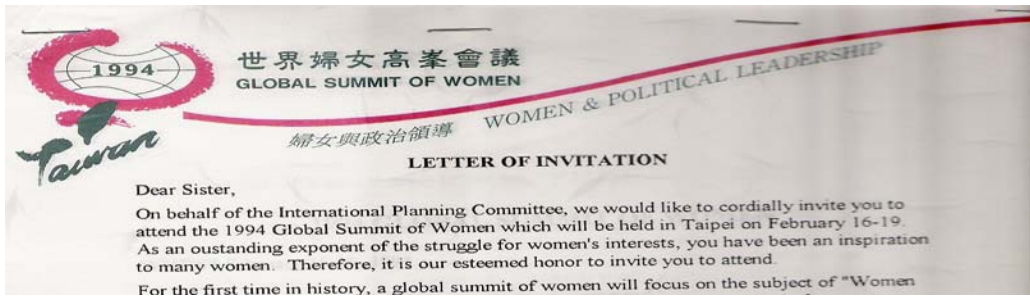 1994
世界婦女高峯會議
GLOBAL SUMMIT OF WOMEN
Taiwan
婦女與政治領導 WOMEN & POLITICAL LEADERSHIP
LETTER OF INVITATION
Dear Sister,
On behalf of the International Planning Committee, we would like to cordially invite you to
attend the 1994 Global Summit of Women which will be held in Taipei on February 16-19.
As an oustanding exponent of the struggle for women's interests, you have been an inspiration
to many women. Therefore, it is our esteemed honor to invite you to attend.
For the first time in history, a global summit of women will focus on the subject of "Women